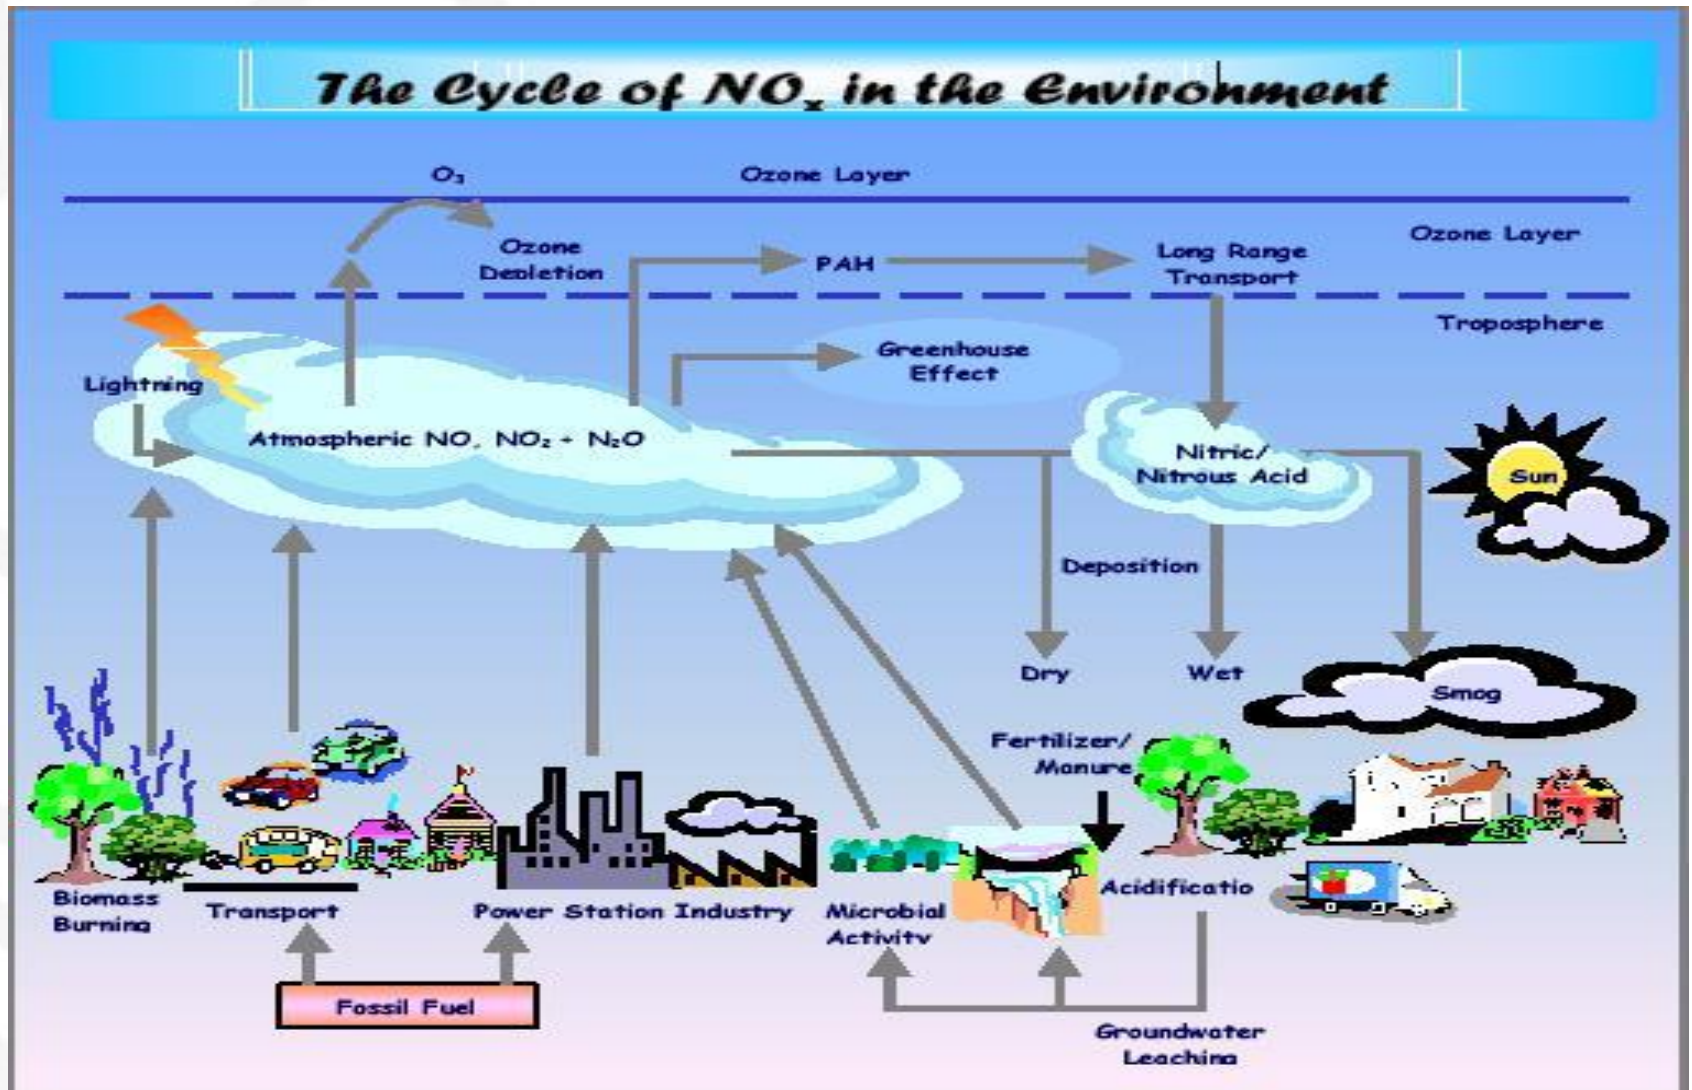 The Cycle of NOₓ in the Environment
O₃
Ozone Layer
Ozone Layer
Ozone
Depletion
PAH
Long Range
Transport
Troposphere
Greenhouse
Effect
Lightning
Atmospheric NO, NO₂ + N₂O
Nitric/
Nitrous Acid
Sun
Deposition
Dry
Wet
Smog
Fertilizer/
Manure
Biomass
Burning
Transport
Power Station Industry
Microbial
Activity
Acidificatio
Fossil Fuel
Groundwater
Leaching